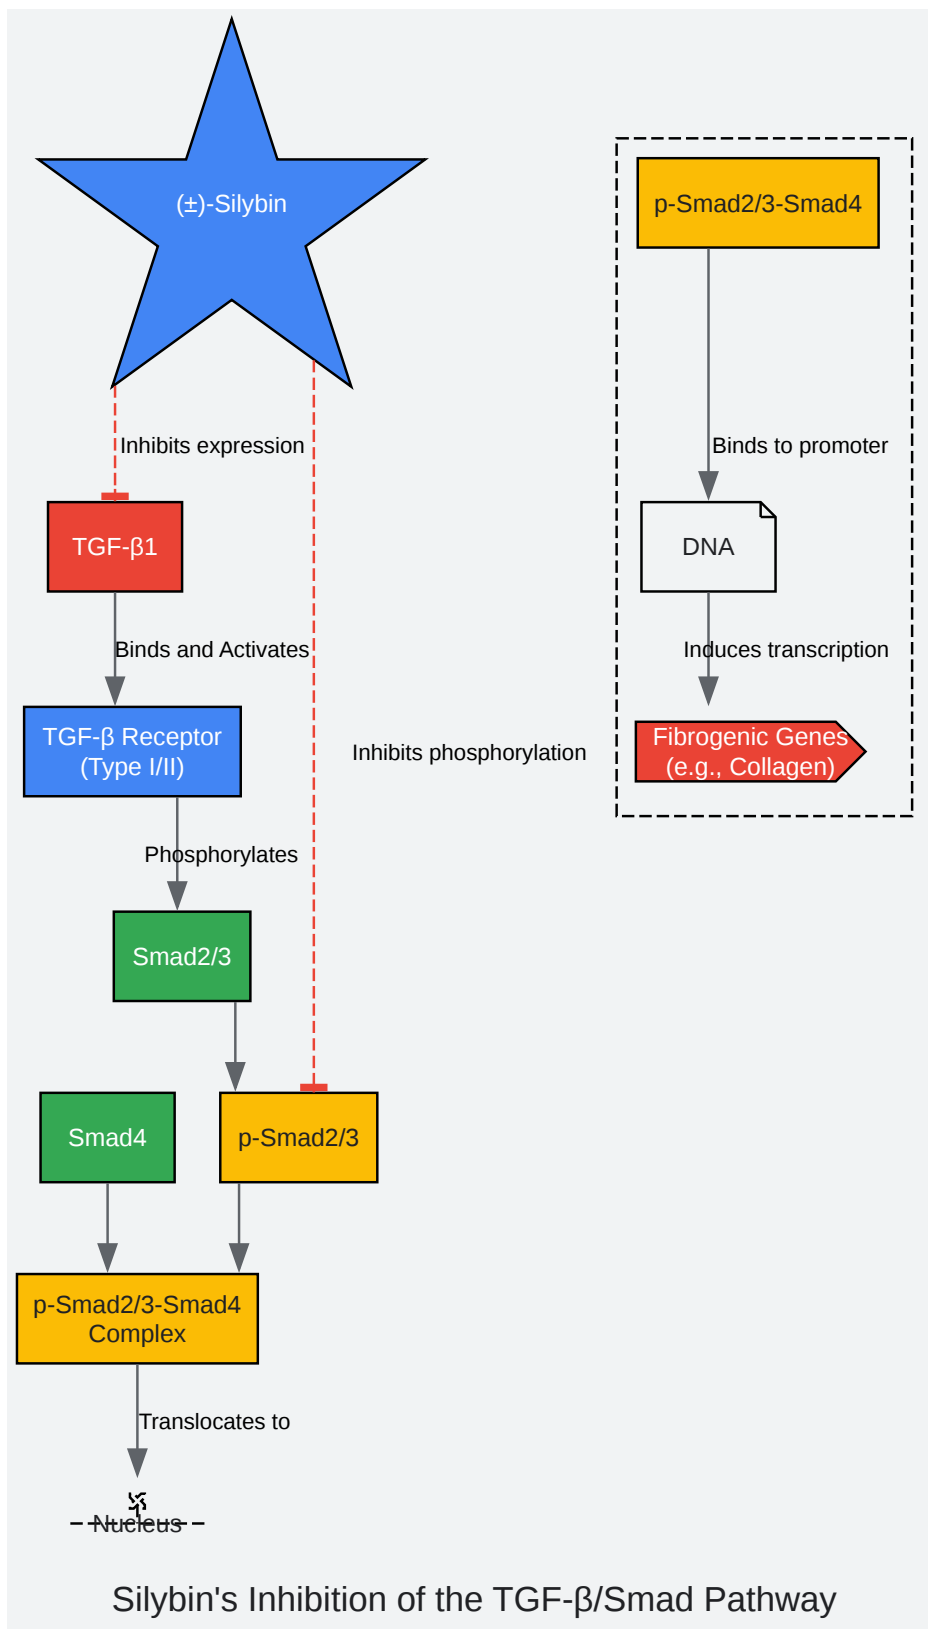 (±)-Silybin
Inhibits expression
TGF-β1
Binds and Activates
TGF-β Receptor
(Type I/II)
Inhibits phosphorylation
Phosphorylates
Smad2/3
Smad4
p-Smad2/3
p-Smad2/3-Smad4
Complex
Translocates to
Nucleus
p-Smad2/3-Smad4
Binds to promoter
DNA
Induces transcription
Fibrogenic Genes
(e.g., Collagen)
Silybin's Inhibition of the TGF-β/Smad Pathway